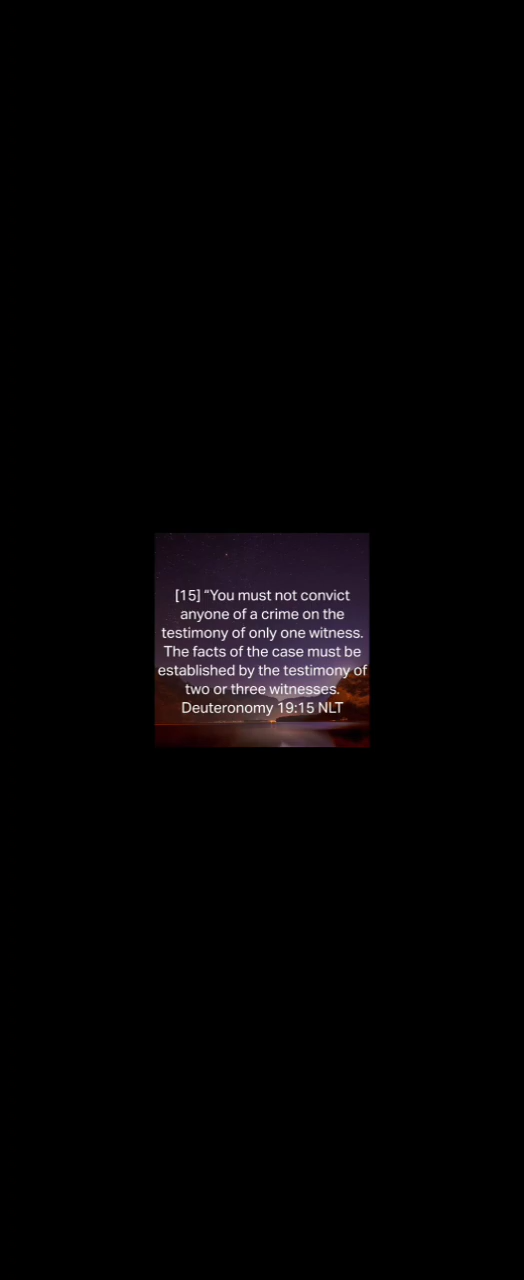 [15] “You must not convict
anyone of a crime on the
testimony of only one witness.
The facts of the case must be
established by the testimony of
two or three witnesses.
Deuteronomy 19:15 NLT